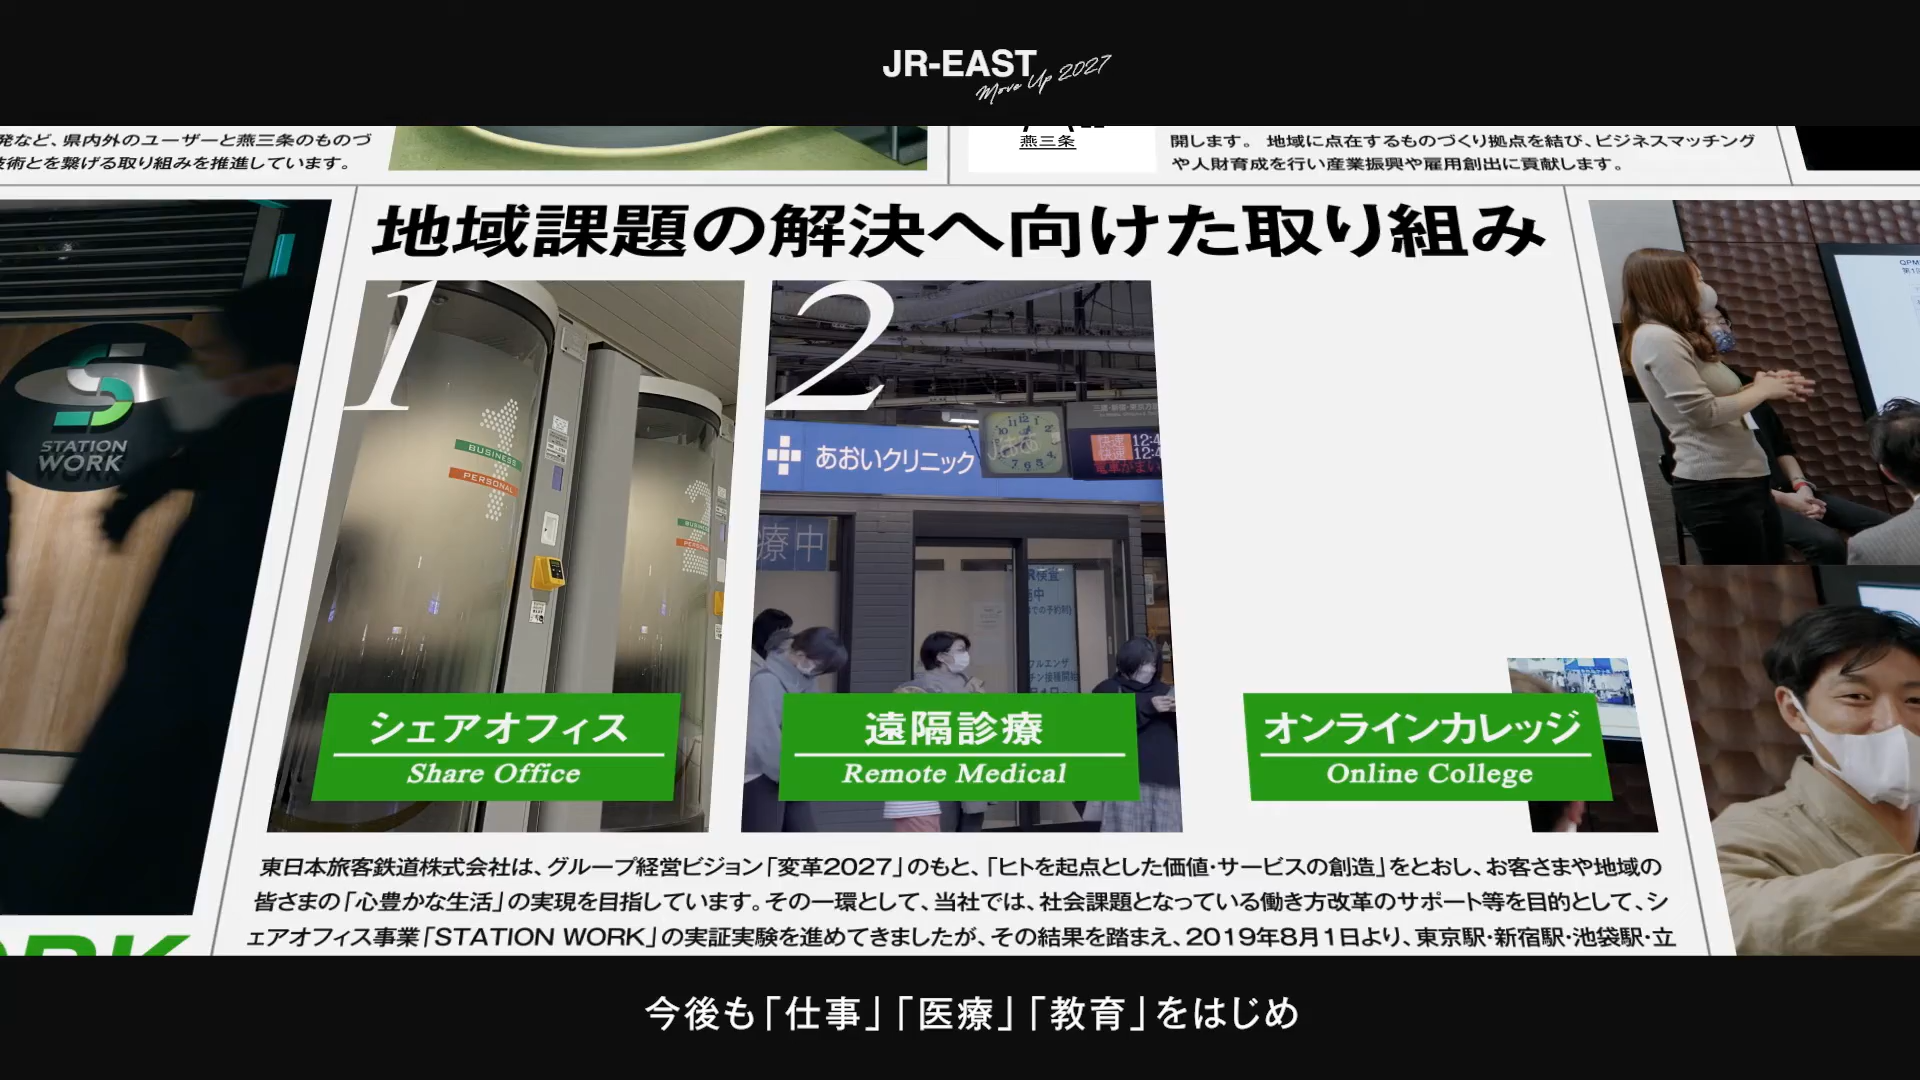 JR-EAST
Move Up 2027
発など、県内外のユーザーと燕三条のものづ
技術とを繋げる取り組みを推進しています。
燕三条
開します。 地域に点在するものづくり拠点を結び、ビジネスマッチング
や人財育成を行い産業振興や雇用創出に貢献します。
地域課題の解決へ向けた取り組み
STATION
WORK
1
BUSINESS
PERSONAL
シェアオフィス
Share Office
2
あおいクリニック
快速 12:4
快速 12:4
療中
遠隔診療
Remote Medical
オンラインカレッジ
Online College
東日本旅客鉄道株式会社は、グループ経営ビジョン「変革2027」のもと、「ヒトを起点とした価値・サービスの創造」をとおし、お客さまや地域の
皆さまの「心豊かな生活」の実現を目指しています。その一環として、当社では、社会課題となっている働き方改革のサポート等を目的として、シ
ェアオフィス事業「STATION WORK」の実証実験を進めてきましたが、その結果を踏まえ、2019年8月1日より、東京駅・新宿駅・池袋駅・立
今後も「仕事」「医療」「教育」をはじめ